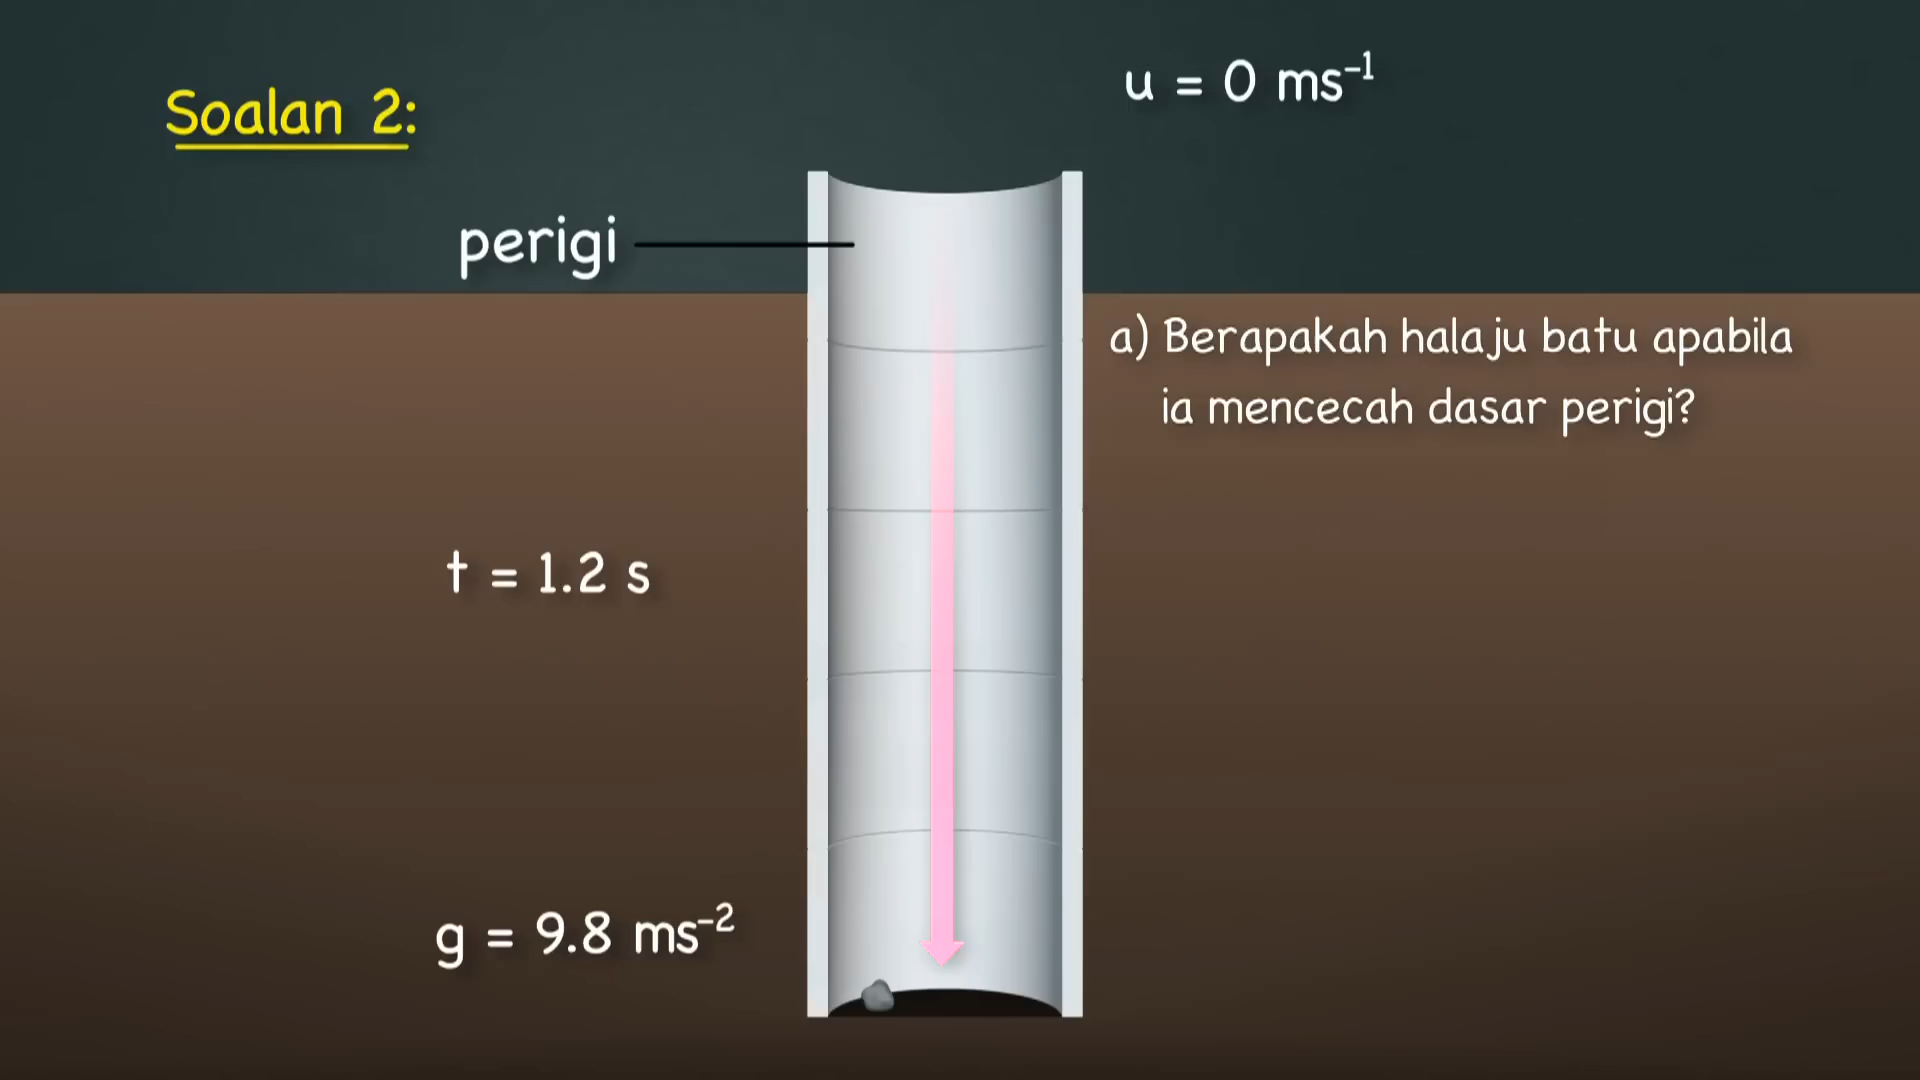 Soalan 2:
u = 0 ms⁻¹
perigi
a) Berapakah halaju batu apabila
ia mencecah dasar perigi?
t = 1.2 s
g = 9.8 ms⁻²